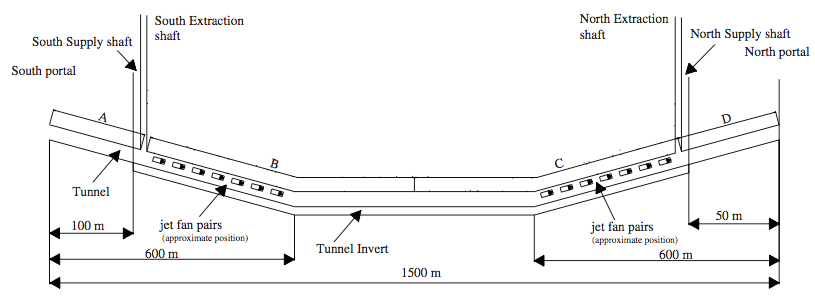 South Extraction
shaft
North Extraction
shaft
South Supply shaft
North Supply shaft
North portal
South portal
A
D
B
C
Tunnel
jet fan pairs
(approximate position)
jet fan pairs
(approximate position)
100 m
50 m
Tunnel Invert
600 m
600 m
1500 m